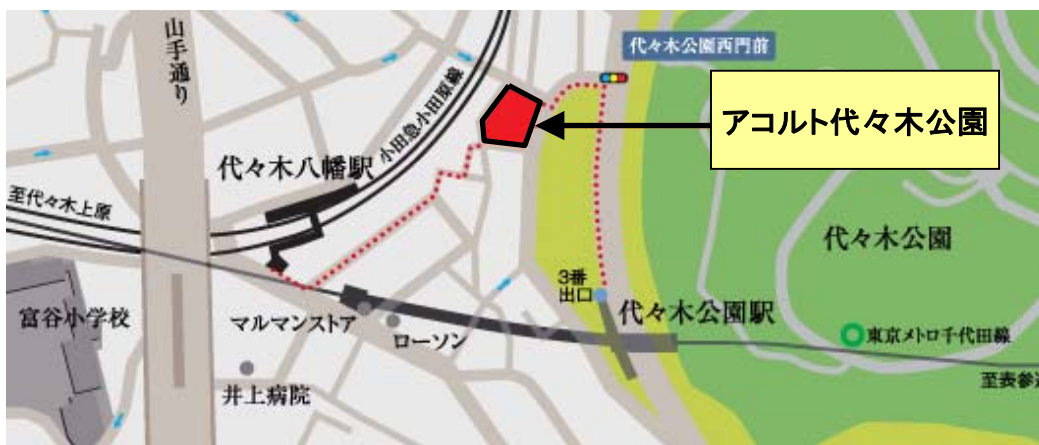 山手通り
代々木公園西門前
アコルト代々木公園
小田急小田原線
代々木八幡駅
至代々木上原
代々木公園
3番
出口
代々木公園駅
富谷小学校
マルマンストア
ローソン
東京メトロ千代田線
井上病院
至表参道